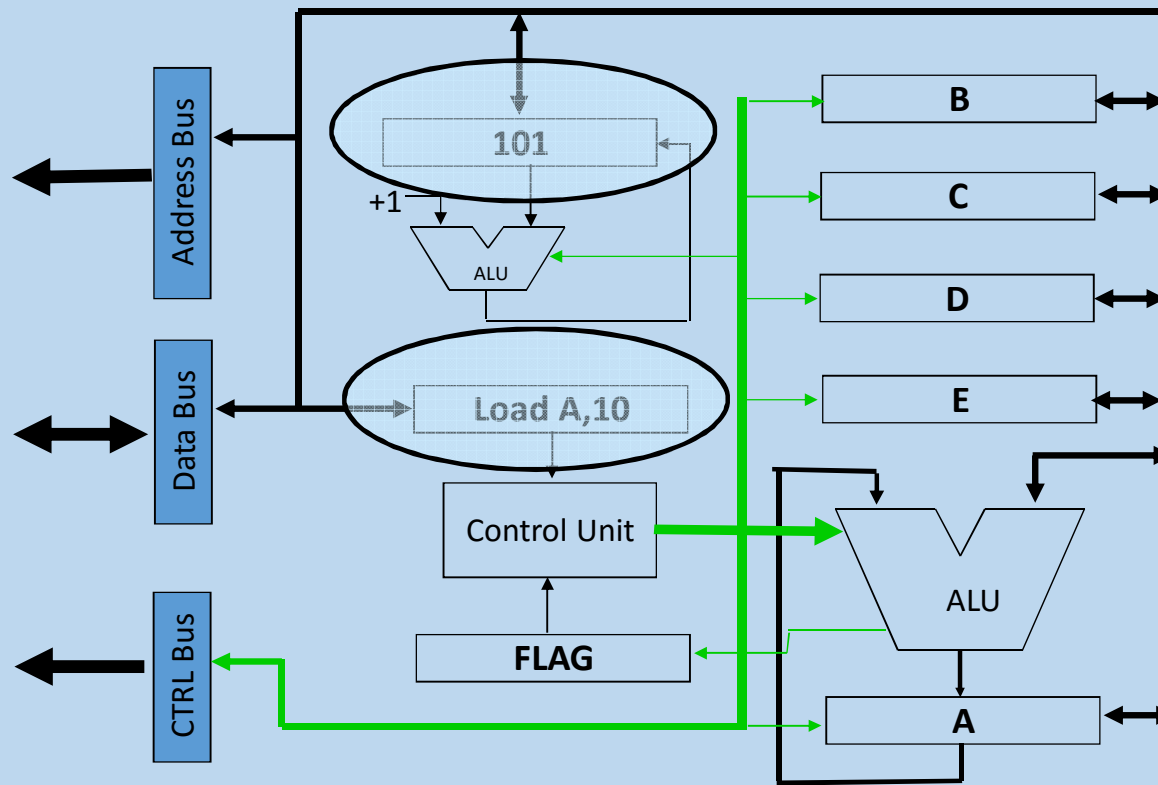 Address Bus
101
+1
ALU
B
C
D
E
Data Bus
Load A,10
Control Unit
ALU
FLAG
CTRL Bus
A